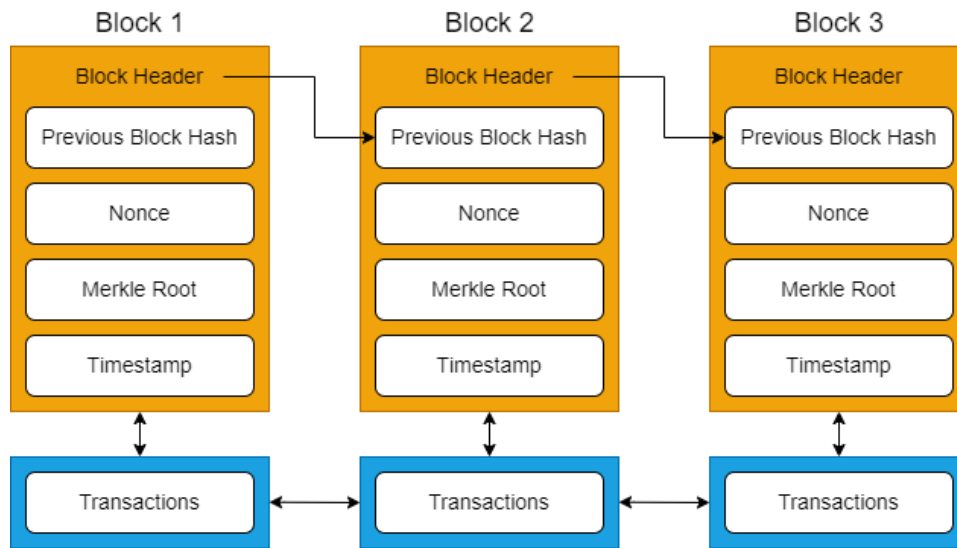 Block 1
Block 2
Block 3
Block Header
Block Header
Block Header
Previous Block Hash
Previous Block Hash
Previous Block Hash
Nonce
Nonce
Nonce
Merkle Root
Merkle Root
Merkle Root
Timestamp
Timestamp
Timestamp
Transactions
Transactions
Transactions